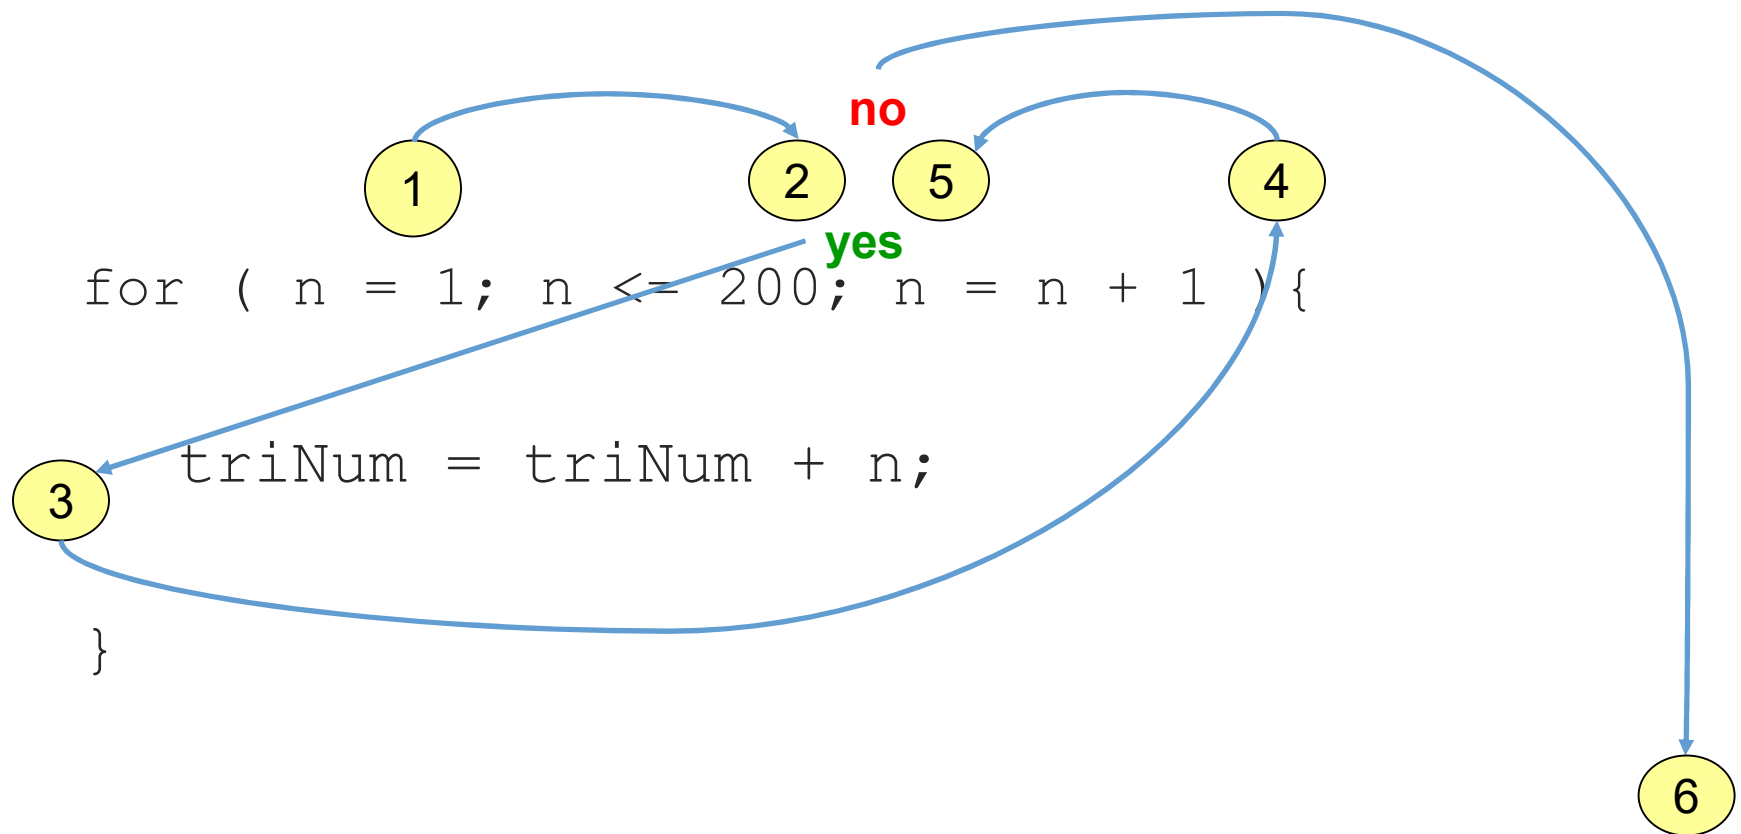 no
1 2 5 4
yes
for ( n = 1; n <= 200; n = n + 1 ){
triNum = triNum + n;
3
}
6